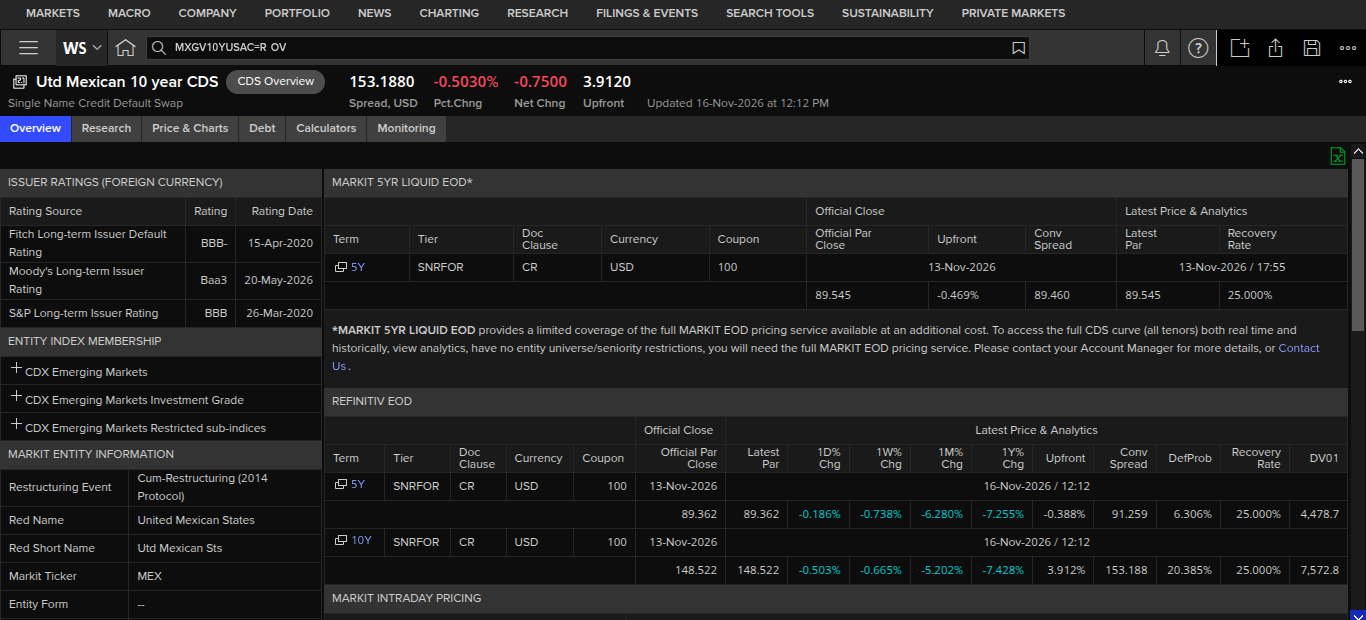 MARKETS MACRO COMPANY PORTFOLIO NEWS CHARTING RESEARCH FILINGS & EVENTS SEARCH TOOLS SUSTAINABILITY PRIVATE MARKETS
WS MXGV10YUSAC=R OV
Utd Mexican 10 year CDS CDS Overview 153.1880 -0.5030% -0.7500 3.9120
Single Name Credit Default Swap Spread, USD Pct.Chng Net Chng Upfront Updated 16-Nov-2026 at 12:12 PM
Overview Research Price & Charts Debt Calculators Monitoring
ISSUER RATINGS (FOREIGN CURRENCY)
Rating Source Rating Rating Date
Fitch Long-term Issuer Default
Rating BBB- 15-Apr-2020
Moody's Long-term Issuer
Rating Baa3 20-May-2026
S&P Long-term Issuer Rating BBB 26-Mar-2020
ENTITY INDEX MEMBERSHIP
CDX Emerging Markets
CDX Emerging Markets Investment Grade
CDX Emerging Markets Restricted sub-indices
MARKIT ENTITY INFORMATION
Restructuring Event Cum-Restructuring (2014
Protocol)
Red Name United Mexican States
Red Short Name Utd Mexican Sts
Markit Ticker MEX
Entity Form --
MARKIT 5YR LIQUID EOD*
Official Close Latest Price & Analytics
Term Tier Doc Clause Currency Coupon Official Par Close Upfront Conv Spread Latest Par Recovery Rate
5Y SNRFOR CR USD 100 13-Nov-2026 13-Nov-2026 / 17:55
89.545 -0.469% 89.460 89.545 25.000%
*MARKIT 5YR LIQUID EOD provides a limited coverage of the full MARKIT EOD pricing service available at an additional cost. To access the full CDS curve (all tenors) both real time and
historically, view analytics, have no entity universe/seniority restrictions, you will need the full MARKIT EOD pricing service. Please contact your Account Manager for more details, or Contact
Us .
REFINITIV EOD
Official Close Latest Price & Analytics
Term Tier Doc Clause Currency Coupon Official Par Close Latest Par 1D% Chg 1W% Chg 1M% Chg 1Y% Chg Upfront Conv Spread DefProb Recovery Rate DV01
5Y SNRFOR CR USD 100 13-Nov-2026 16-Nov-2026 / 12:12
89.362 89.362 -0.186% -0.738% -6.280% -7.255% -0.388% 91.259 6.306% 25.000% 4,478.7
10Y SNRFOR CR USD 100 13-Nov-2026 16-Nov-2026 / 12:12
148.522 148.522 -0.503% -0.665% -5.202% -7.428% 3.912% 153.188 20.385% 25.000% 7,572.8
MARKIT INTRADAY PRICING